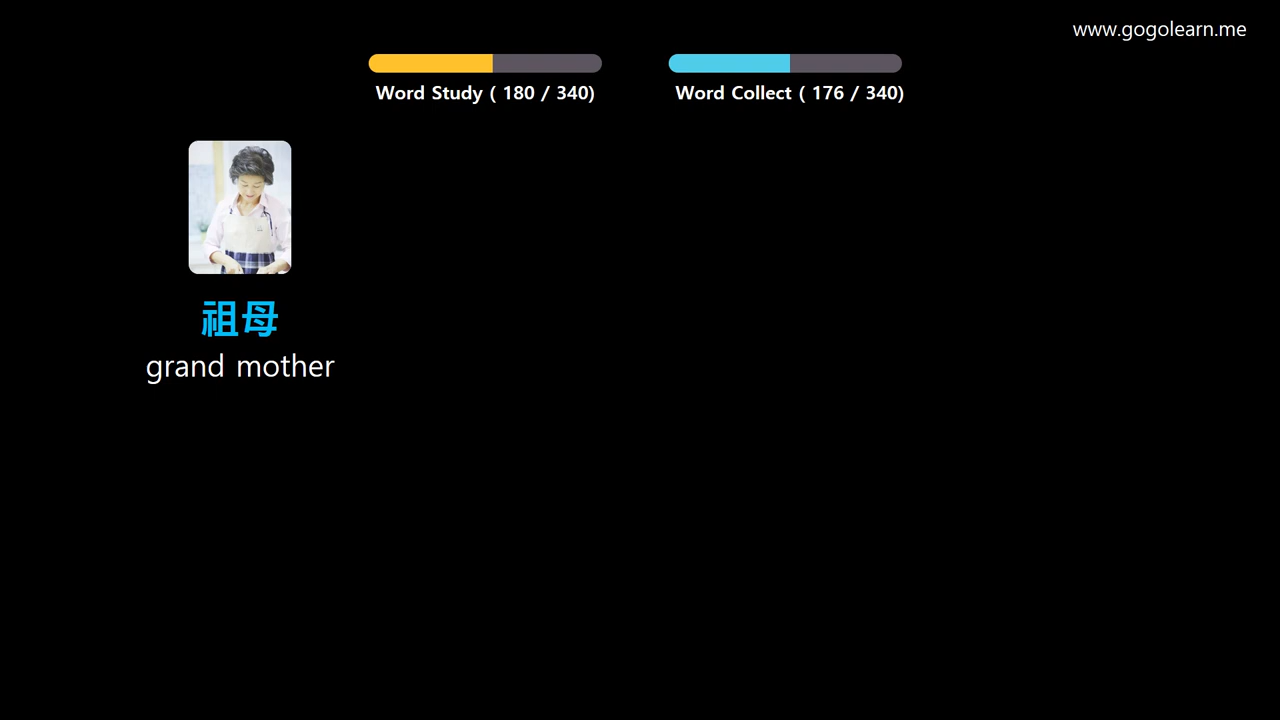 www.gogolearn.me
Word Study ( 180 / 340)
Word Collect ( 176 / 340)
祖母
grand mother